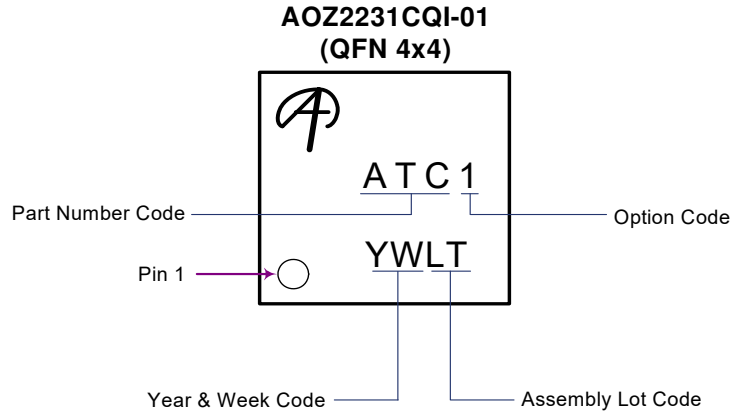 AOZ2231CQI-01
(QFN 4x4)
ATC1
Part Number Code
Option Code
YWLT
Pin 1
Year & Week Code
Assembly Lot Code